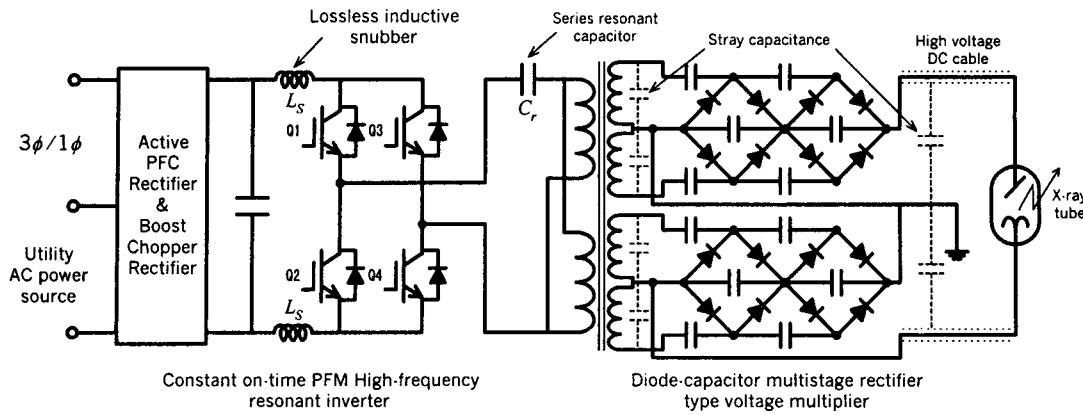 Lossless inductive
snubber
Series resonant
capacitor
Stray capacitance
High voltage
DC cable
L_S
C_r
3ϕ/1ϕ
Active
PFC
Rectifier
&
Boost
Chopper
Rectifier
Q1
Q3
X-ray
tube
Utility
AC power
source
Q2
Q4
L_S
Constant on-time PFM High-frequency
resonant inverter
Diode-capacitor multistage rectifier
type voltage multiplier